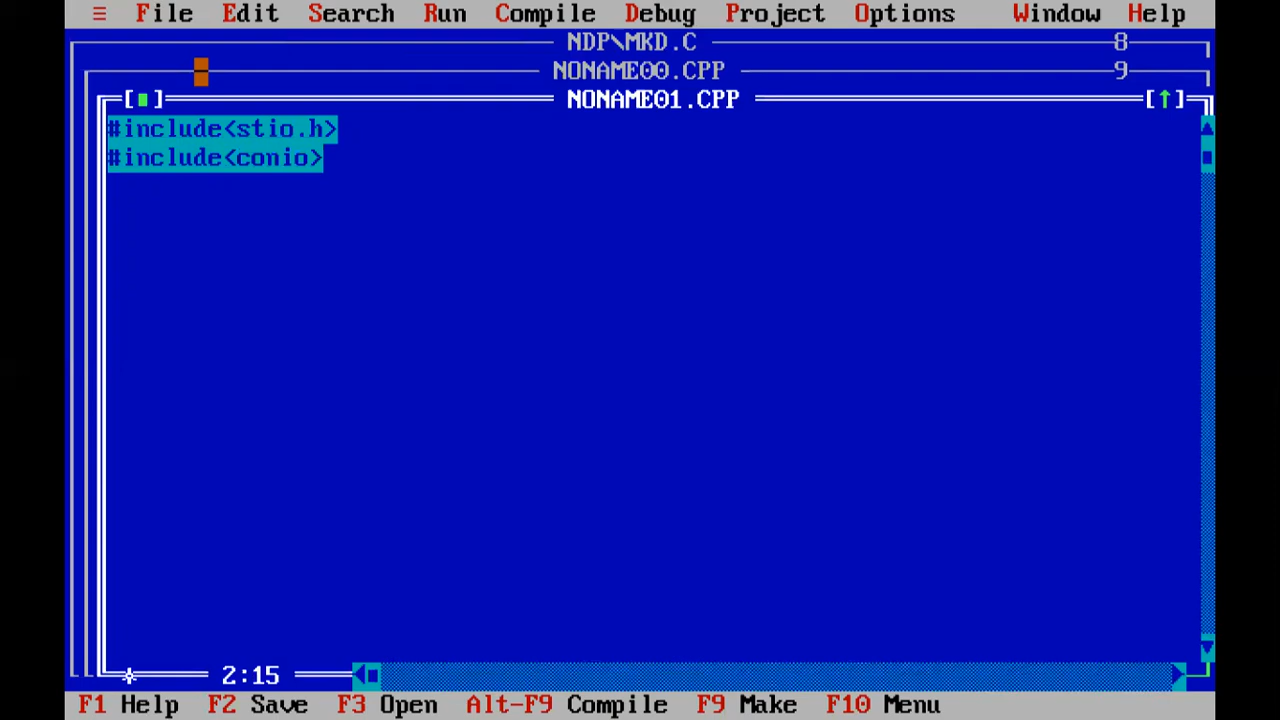 ≡ File Edit Search Run Compile Debug Project Options Window Help
NDP\MKD.C 8
NONAME00.CPP 9
[■] NONAME01.CPP [↑]
#include<stio.h>
#include<conio>
2:15
F1 Help F2 Save F3 Open Alt-F9 Compile F9 Make F10 Menu